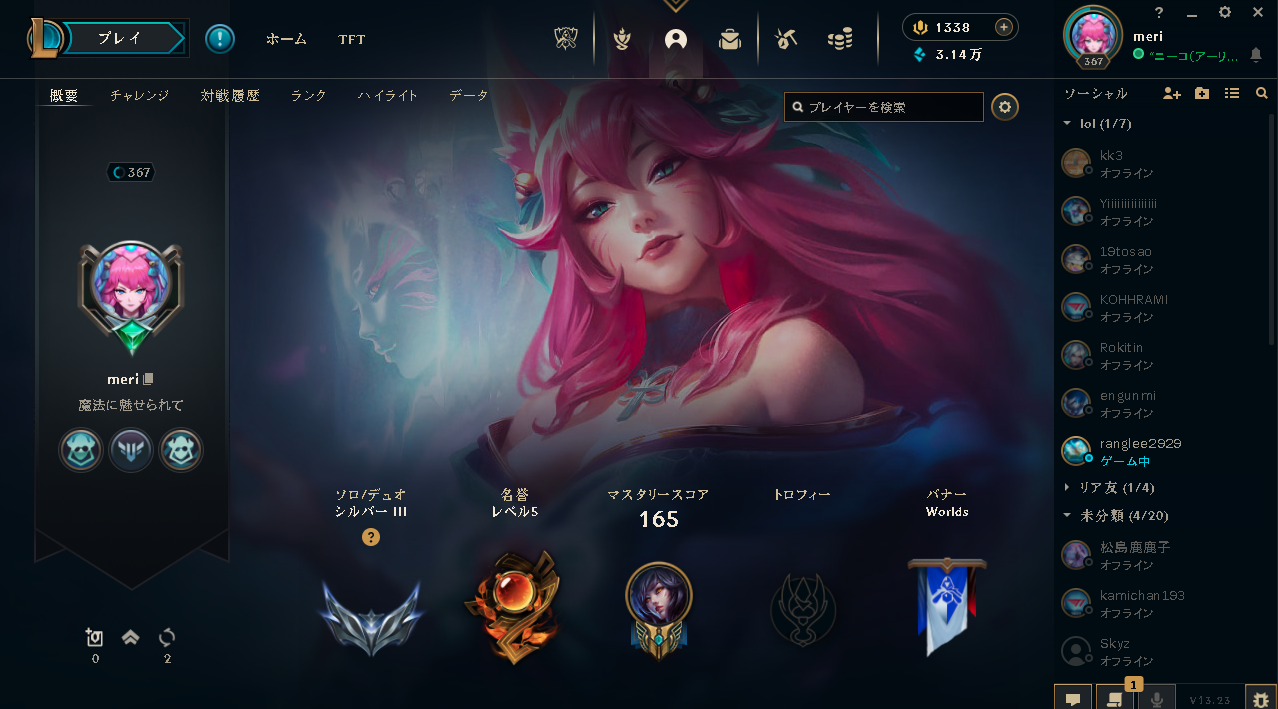 プレイ
ホーム
TFT
1338
3.14万
367
meri
“ニーコ(アーリ...
概要
チャレンジ
対戦履歴
ランク
ハイライト
データ
プレイヤーを検索
367
meri
魔法に魅せられて
0
2
ソロ/デュオ
シルバー III
?
名誉
レベル5
マスタリースコア
165
トロフィー
バナー
Worlds
ソーシャル
lol (1/7)
kk3
オフライン
オフライン
19tosao
オフライン
KOHHRAMI
オフライン
Rokitin
オフライン
engunmi
オフライン
ranglee2929
ゲーム中
リア友 (1/4)
未分類 (4/20)
松島鹿鹿子
オフライン
kamichan193
オフライン
Skyz
オフライン
1
V13.23